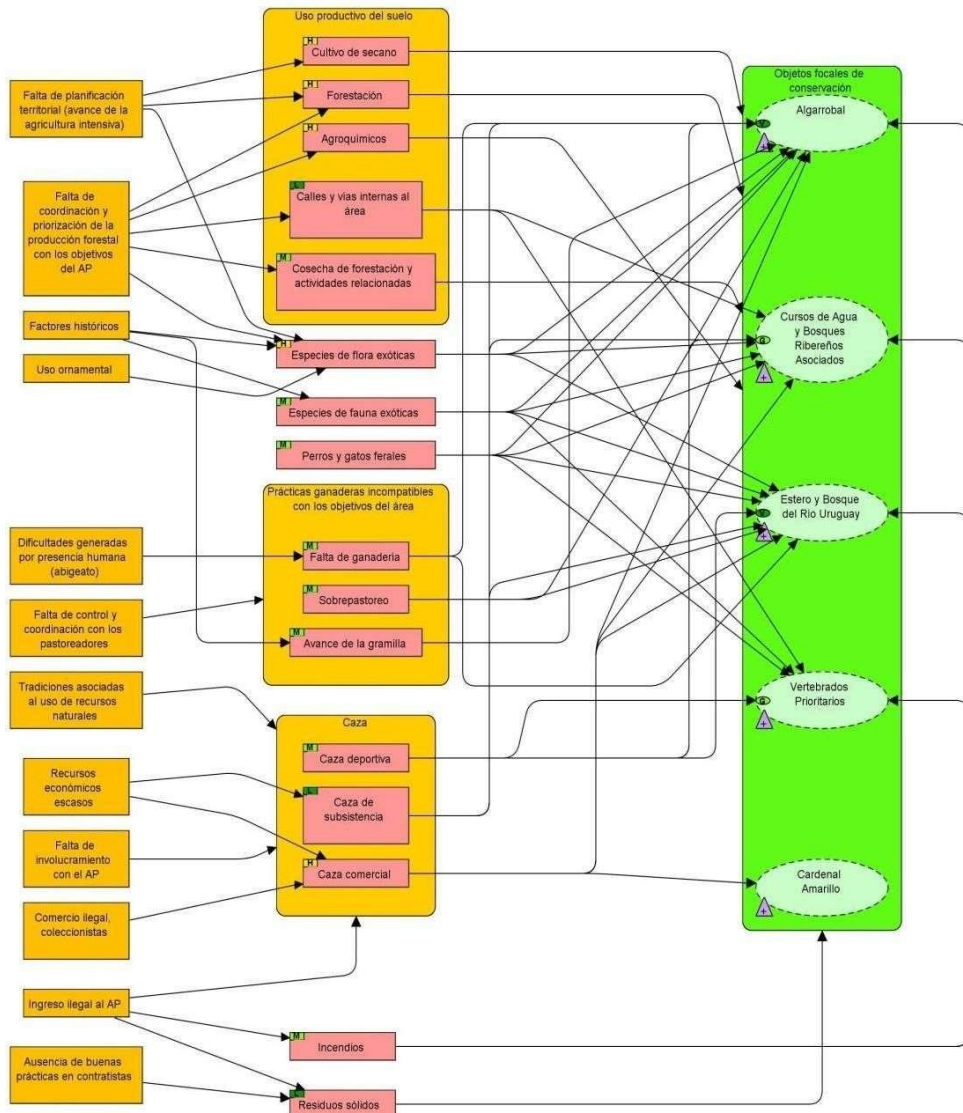 Uso productivo del suelo
H
Cultivo de secano
Falta de planificación
territorial (avance de la
agricultura intensiva)
H
Forestación
H
Agroquímicos
Falta de
coordinación y
priorización de la
producción forestal
con los objetivos
del AP
L
Calles y vías internas al
área
M
Cosecha de forestación y
actividades relacionadas
Factores históricos
H
Especies de flora exóticas
Uso ornamental
M
Especies de fauna exóticas
M
Perros y gatos ferales
Prácticas ganaderas incompatibles
con los objetivos del área
Dificultades generadas
por presencia humana
(abigeato)
M
Falta de ganadería
Falta de control y
coordinación con los
pastoreadores
M
Sobrepastoreo
M
Avance de la gramilla
Tradiciones asociadas
al uso de recursos
naturales
Caza
M
Caza deportiva
Recursos
económicos
escasos
L
Caza de
subsistencia
Falta de
involucramiento
con el AP
H
Caza comercial
Comercio ilegal,
coleccionistas
Ingreso ilegal al AP
M
Incendios
Ausencia de buenas
prácticas en contratistas
L
Residuos sólidos
Objetos focales de
conservación
Algarrobal
V
+
Cursos de Agua
y Bosques
Ribereños
Asociados
G
+
Estero y Bosque
del Río Uruguay
V
+
Vertebrados
Prioritarios
G
+
Cardenal
Amarillo
+